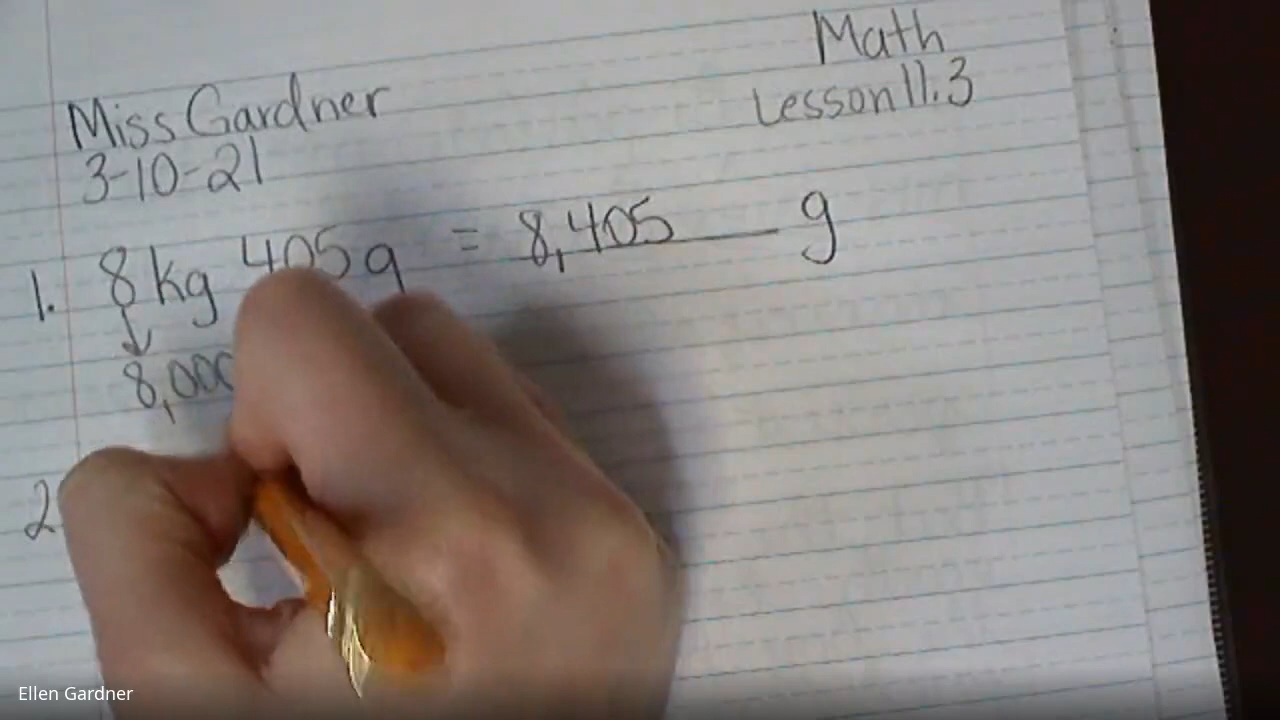 Math
Miss Gardner
Lesson 11.3
3-10-21
1. 8 kg 405 g = 8,405 g
8,000
2.
Ellen Gardner